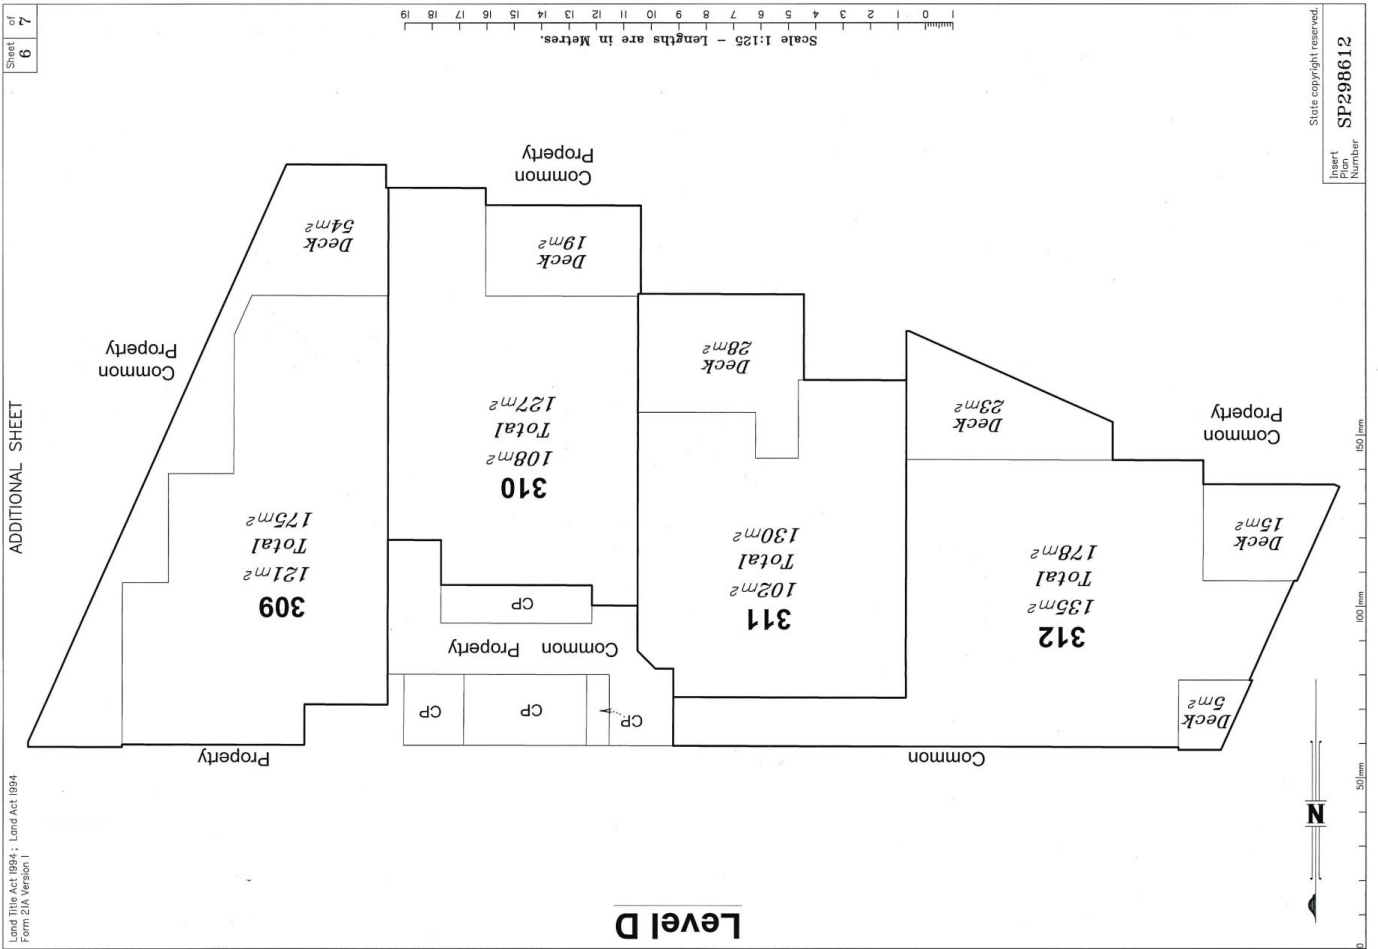 Land Title Act 1994 ; Land Act 1994
Form 21A Version 1
ADDITIONAL SHEET
Sheet of
6 7
Level D
N
Common
Property
Deck
5m²
312
135m²
Total
178m²
Deck
15m²
Common
Property
Deck
23m²
311
102m²
Total
130m²
Deck
28m²
CP
CP
CP
Common Property
CP
310
108m²
Total
127m²
Deck
19m²
Common
Property
309
121m²
Total
175m²
Deck
54m²
Common
Property
Scale 1:125 – Lengths are in Metres.
1 0 1 2 3 4 5 6 7 8 9 10 11 12 13 14 15 16 17 18 19
State copyright reserved.
Insert
Plan
Number
SP298612
0 50 mm 100 mm 150 mm